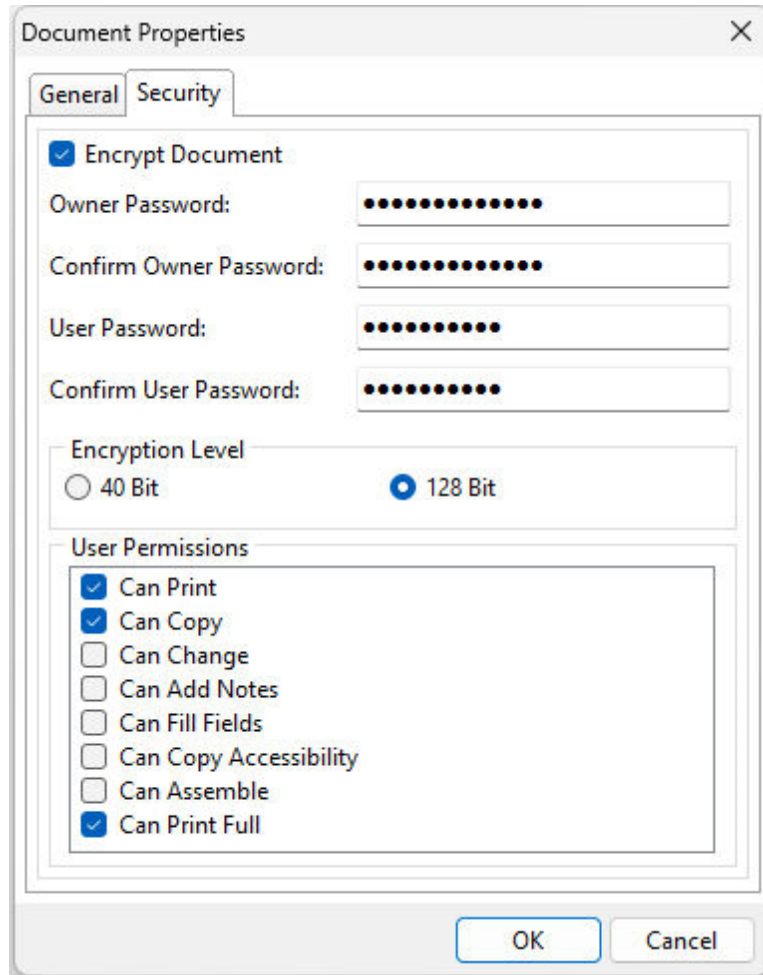 Document Properties
General Security
Encrypt Document
Owner Password: •••••••••••••
Confirm Owner Password: •••••••••••••
User Password: ••••••••••
Confirm User Password: ••••••••••
Encryption Level
40 Bit 128 Bit
User Permissions
Can Print
Can Copy
Can Change
Can Add Notes
Can Fill Fields
Can Copy Accessibility
Can Assemble
Can Print Full
OK Cancel